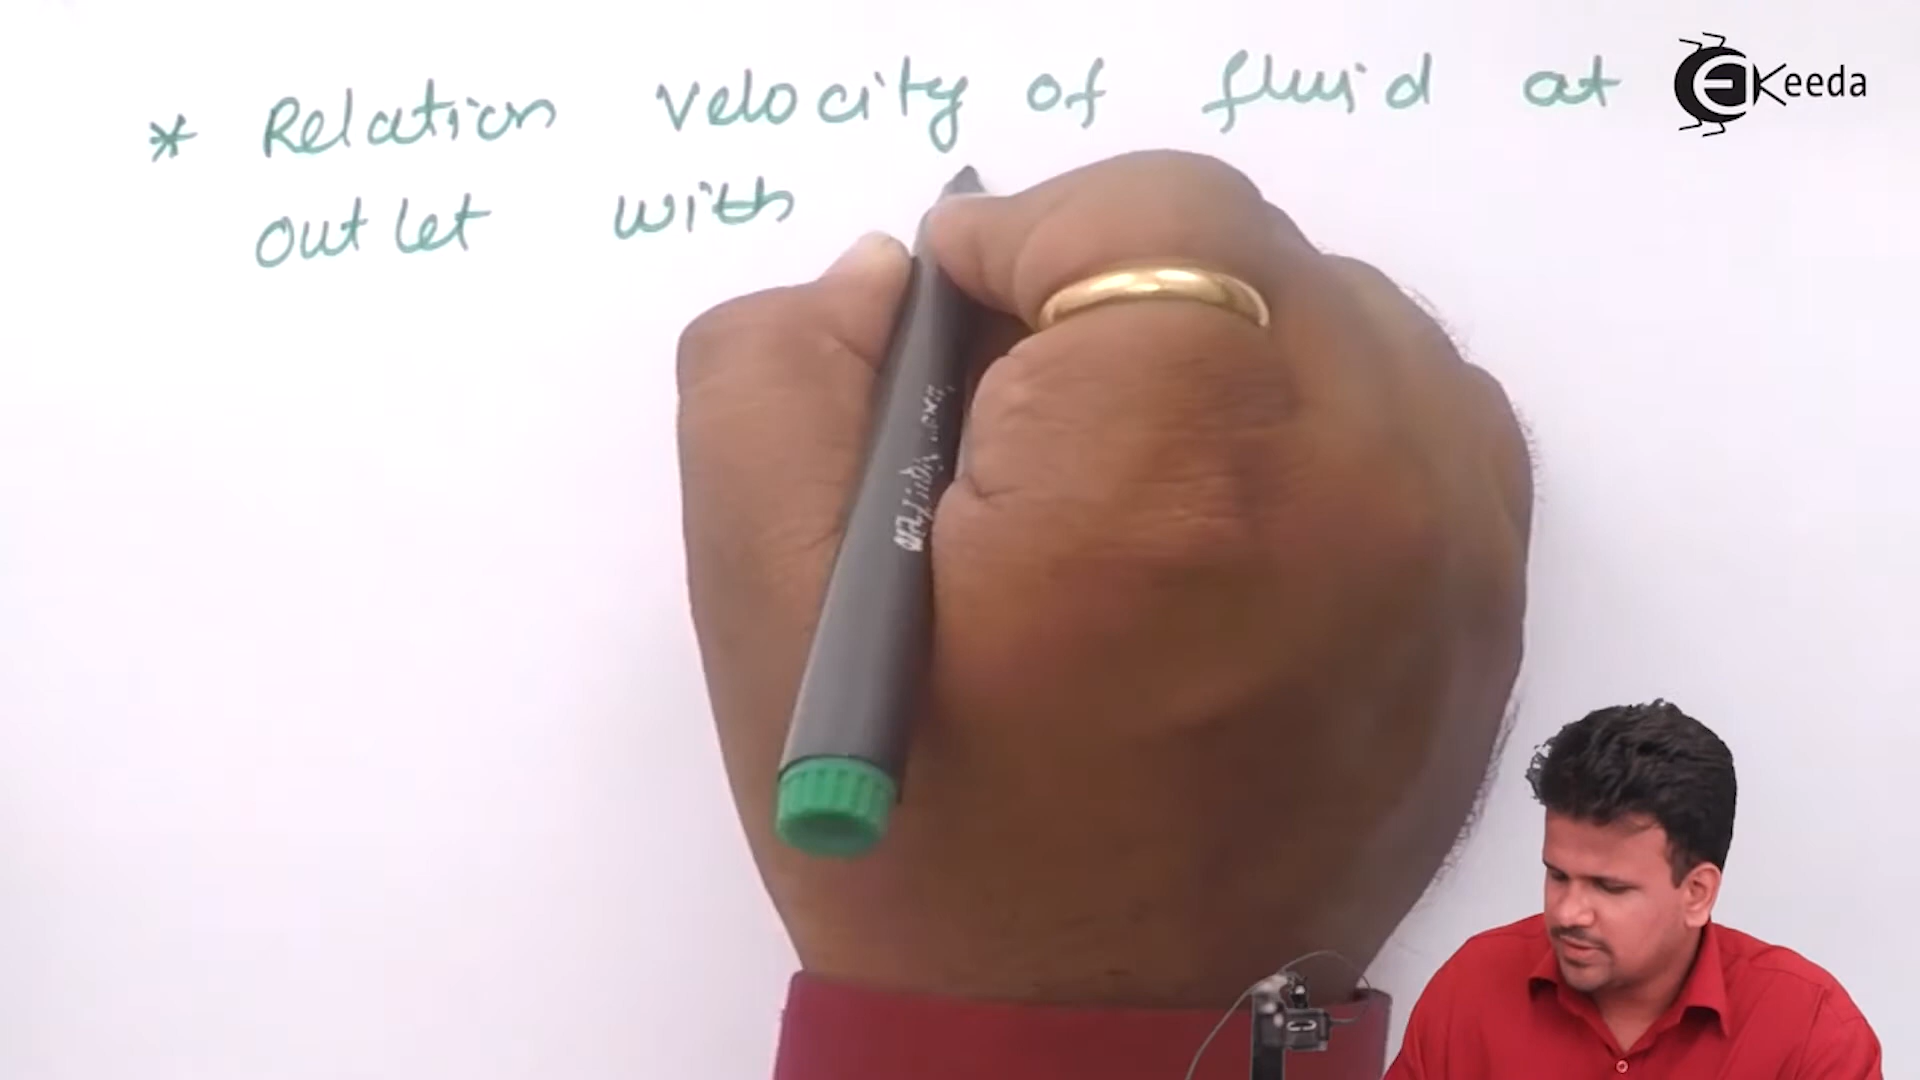 * Relation velocity of fluid at
outlet with
Keeda